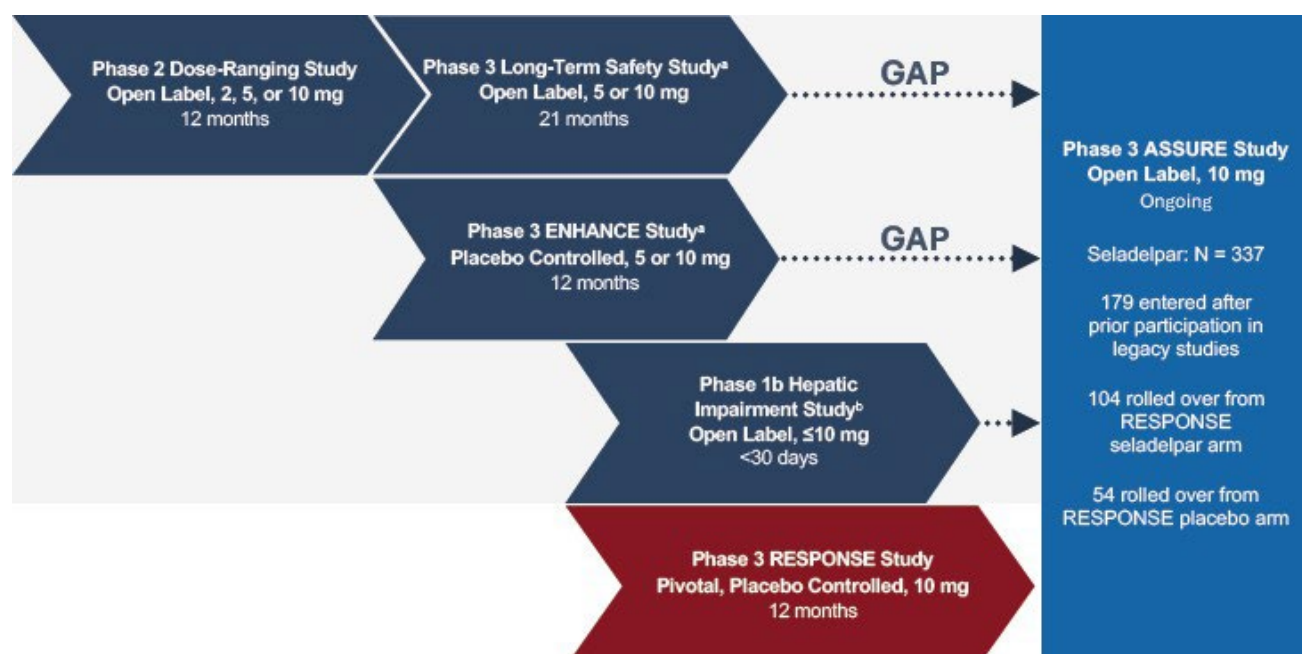 Phase 2 Dose-Ranging Study
Open Label, 2, 5, or 10 mg
12 months
Phase 3 Long-Term Safety Studyᵃ
Open Label, 5 or 10 mg
21 months
GAP
Phase 3 ENHANCE Studyᵃ
Placebo Controlled, 5 or 10 mg
12 months
GAP
Phase 1b Hepatic
Impairment Studyᵇ
Open Label, ≤10 mg
<30 days
Phase 3 RESPONSE Study
Pivotal, Placebo Controlled, 10 mg
12 months
Phase 3 ASSURE Study
Open Label, 10 mg
Ongoing
Seladelpar: N = 337
179 entered after
prior participation in
legacy studies
104 rolled over from
RESPONSE
seladelpar arm
54 rolled over from
RESPONSE placebo arm